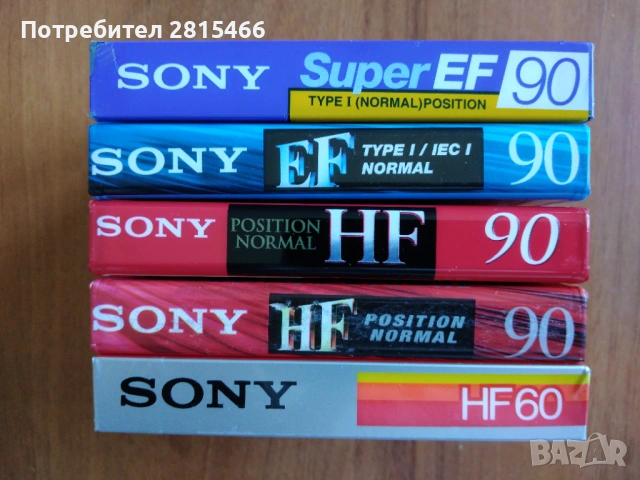 Потребител 2815466
SONY Super EF 90
TYPE I (NORMAL) POSITION
SONY EF TYPE I / IEC I 90
NORMAL
SONY POSITION HF 90
NORMAL
SONY HF POSITION 90
NORMAL
SONY HF60
BAZAR